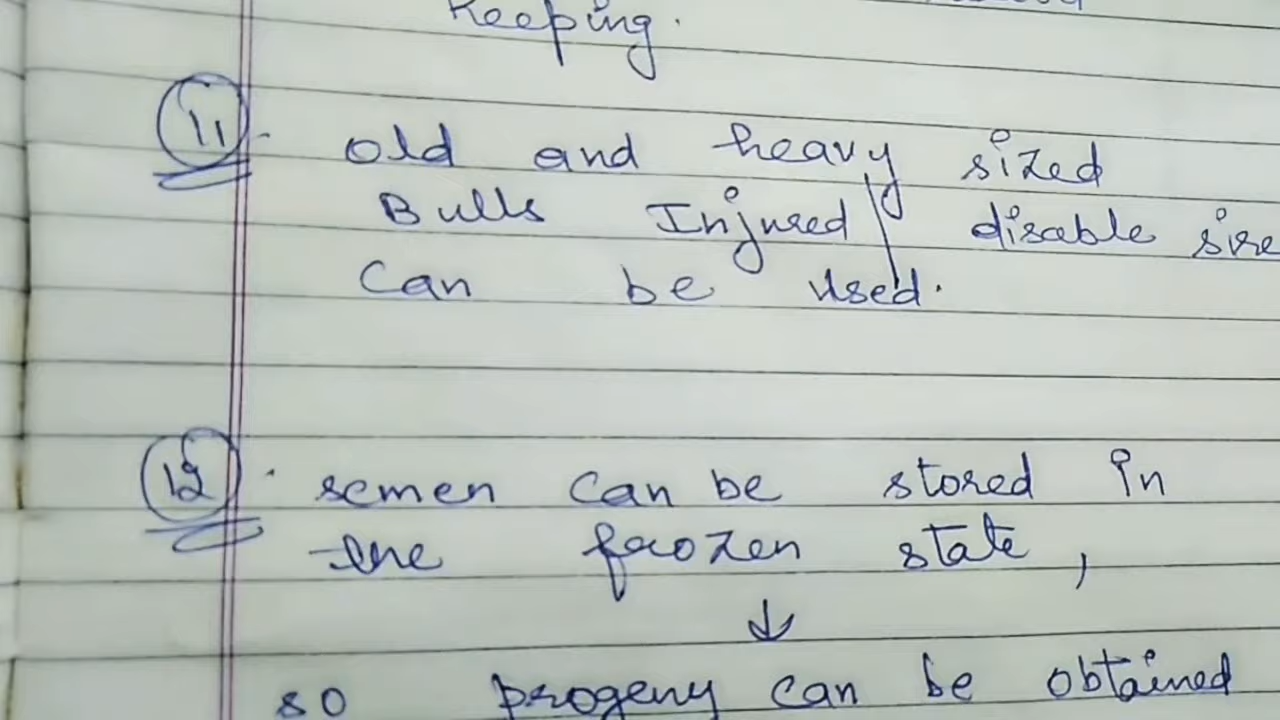 Keeping.
11. Old and heavy sized
Bulls Injured / disable sire
Can be used.
12. semen can be stored in
the frozen state,
↓
so progeny can be obtained